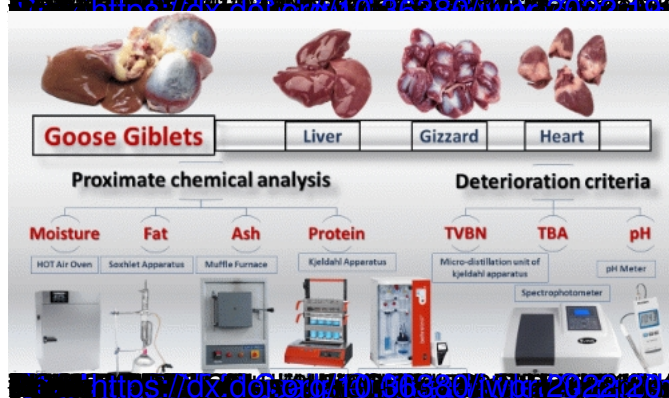 Goose Giblets
Liver
Gizzard
Heart
Proximate chemical analysis
Deterioration criteria
Moisture
Fat
Ash
Protein
TVBN
TBA
pH
HOT Air Oven
Soxhlet Apparatus
Muffle Furnace
Kjeldahl Apparatus
Micro-distillation unit of
kjeldahl apparatus
pH Meter
Spectrophotometer